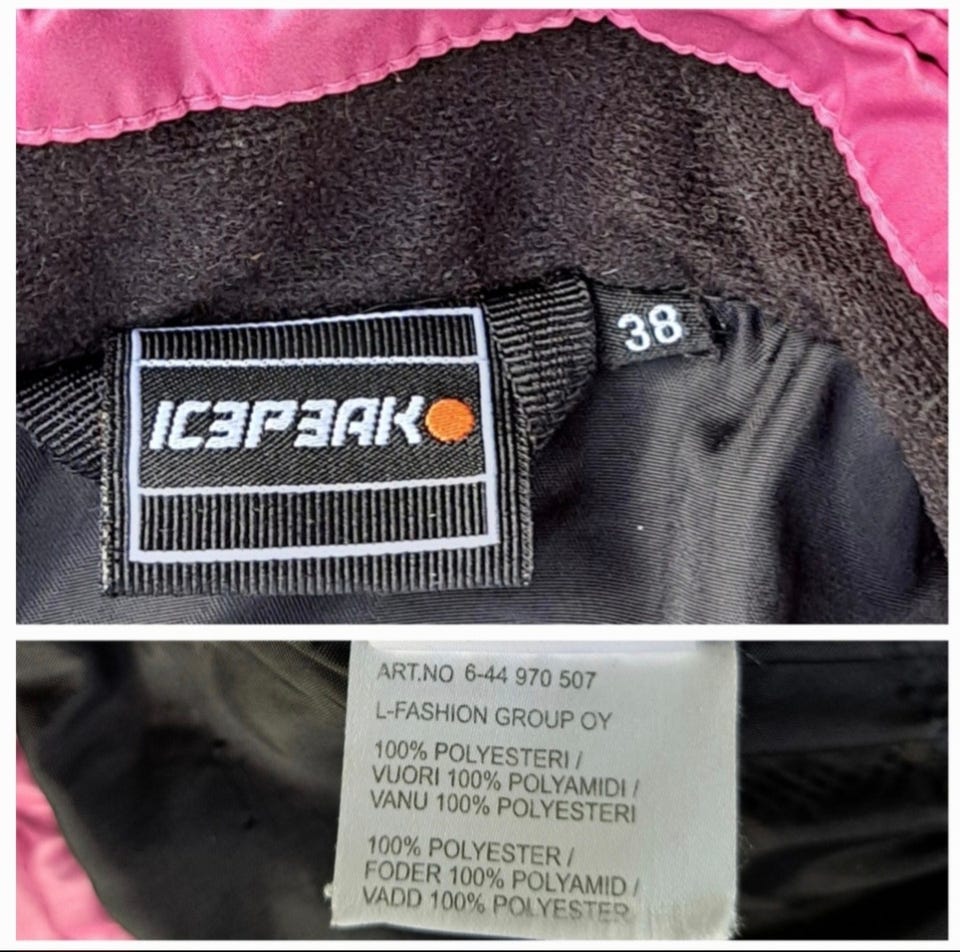 ICEPEAK
38
ART.NO 6-44 970 507
L-FASHION GROUP OY
100% POLYESTERI /
VUORI 100% POLYAMIDI /
VANU 100% POLYESTERI
100% POLYESTER /
FODER 100% POLYAMID /
VADD 100% POLYESTER